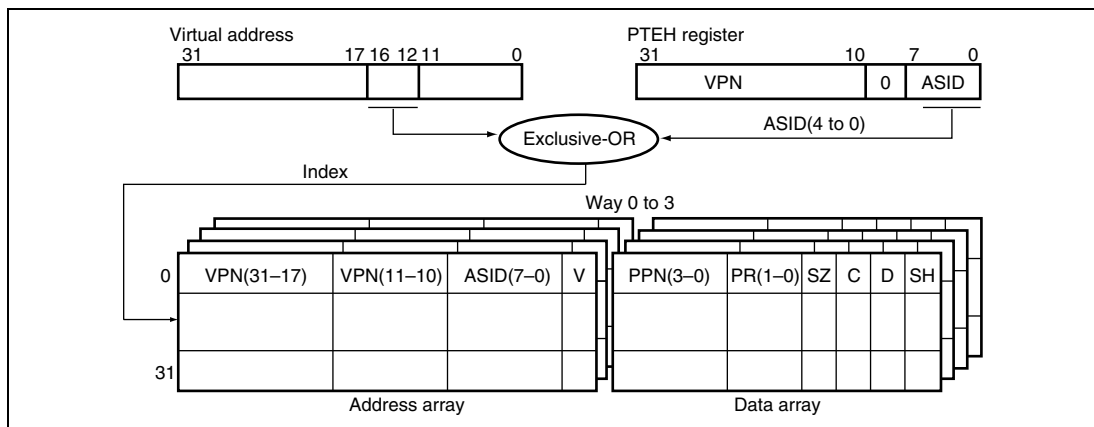 Virtual address PTEH register
31 17 16 12 11 0 31 10 7 0
VPN 0 ASID
ASID(4 to 0)
Exclusive-OR
Index
Way 0 to 3
0 VPN(31–17) VPN(11–10) ASID(7–0) V PPN(3–0) PR(1–0) SZ C D SH
31
Address array Data array